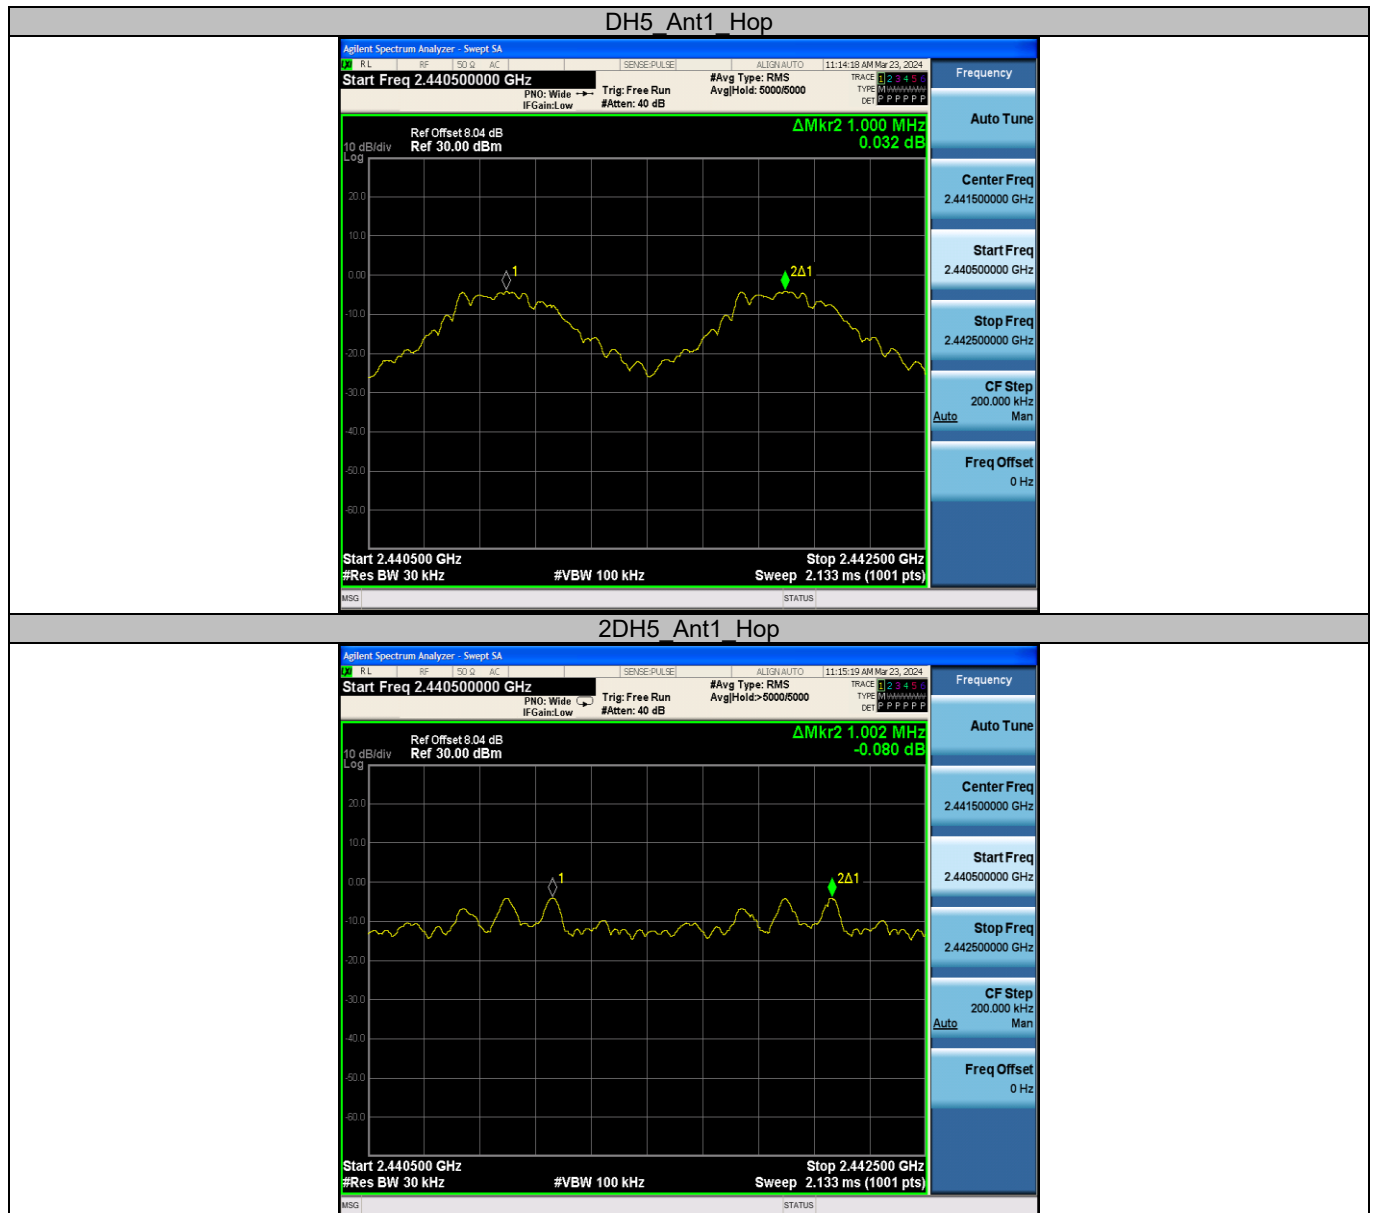 DH5_Ant1_Hop
Agilent Spectrum Analyzer - Swept SA
RL RF 50 Ω AC SENSE:PULSE ALIGN AUTO 11:14:18 AM Mar 23, 2024
Start Freq 2.440500000 GHz #Avg Type: RMS TRACE 1 2 3 4 5 6
PNO: Wide Trig: Free Run Avg|Hold: 5000/5000 TYPE M
IFGain:Low #Atten: 40 dB DET P P P P P P
Frequency
Auto Tune
Center Freq
2.441500000 GHz
Start Freq
2.440500000 GHz
Stop Freq
2.442500000 GHz
CF Step
200.000 kHz
Auto Man
Freq Offset
0 Hz
ΔMkr2 1.000 MHz
0.032 dB
Ref Offset 8.04 dB
10 dB/div Ref 30.00 dBm
Log
20.0
10.0
0.00
1
2Δ1
-10.0
-20.0
-30.0
-40.0
-50.0
-60.0
Start 2.440500 GHz Stop 2.442500 GHz
#Res BW 30 kHz #VBW 100 kHz Sweep 2.133 ms (1001 pts)
MSG STATUS
2DH5_Ant1_Hop
Agilent Spectrum Analyzer - Swept SA
RL RF 50 Ω AC SENSE:PULSE ALIGN AUTO 11:15:19 AM Mar 23, 2024
Start Freq 2.440500000 GHz #Avg Type: RMS TRACE 1 2 3 4 5 6
PNO: Wide Trig: Free Run Avg|Hold:>5000/5000 TYPE M
IFGain:Low #Atten: 40 dB DET P P P P P P
Frequency
Auto Tune
Center Freq
2.441500000 GHz
Start Freq
2.440500000 GHz
Stop Freq
2.442500000 GHz
CF Step
200.000 kHz
Auto Man
Freq Offset
0 Hz
ΔMkr2 1.002 MHz
-0.080 dB
Ref Offset 8.04 dB
10 dB/div Ref 30.00 dBm
Log
20.0
10.0
0.00
1
2Δ1
-10.0
-20.0
-30.0
-40.0
-50.0
-60.0
Start 2.440500 GHz Stop 2.442500 GHz
#Res BW 30 kHz #VBW 100 kHz Sweep 2.133 ms (1001 pts)
MSG STATUS